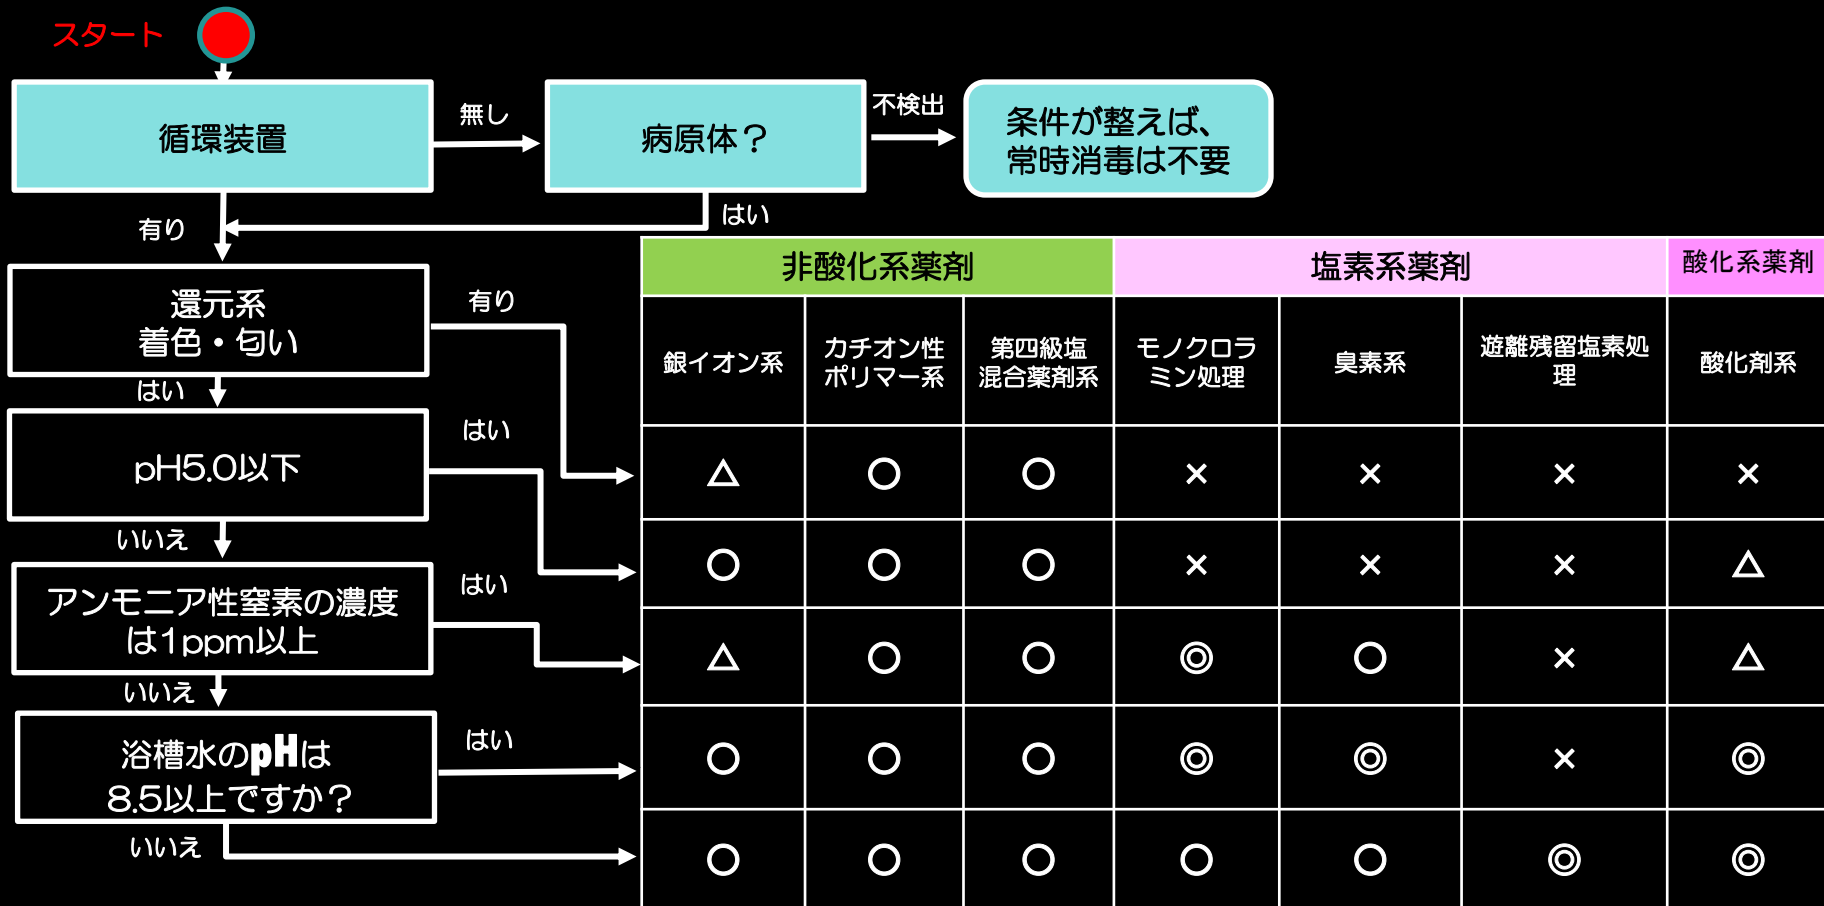 スタート
循環装置
無し
病原体？
不検出
条件が整えば、
常時消毒は不要
有り
はい
還元系
着色・匂い
有り
はい
pH5.0以下
はい
いいえ
アンモニア性窒素の濃度
は1ppm以上
はい
いいえ
浴槽水のpHは
8.5以上ですか？
はい
いいえ
非酸化系薬剤 塩素系薬剤 酸化系薬剤
銀イオン系
カチオン性
ポリマー系
第四級塩
混合薬剤系
モノクロラ
ミン処理
臭素系
遊離残留塩素処
理
酸化剤系
△ ○ ○ × × × ×
○ ○ ○ × × × △
△ ○ ○ ◎ ○ × △
○ ○ ○ ◎ ◎ × ◎
○ ○ ○ ○ ○ ◎ ◎